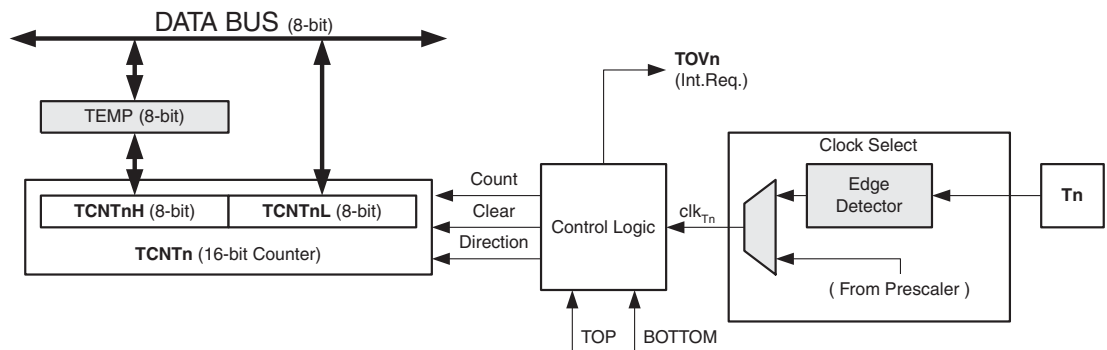 DATA BUS (8-bit)
TOVn
(Int.Req.)
TEMP (8-bit)
Clock Select
Count
Edge
Detector
Tn
TCNTnH (8-bit) TCNTnL (8-bit)
Clear
Control Logic
clkTn
TCNTn (16-bit Counter)
Direction
( From Prescaler )
TOP
BOTTOM